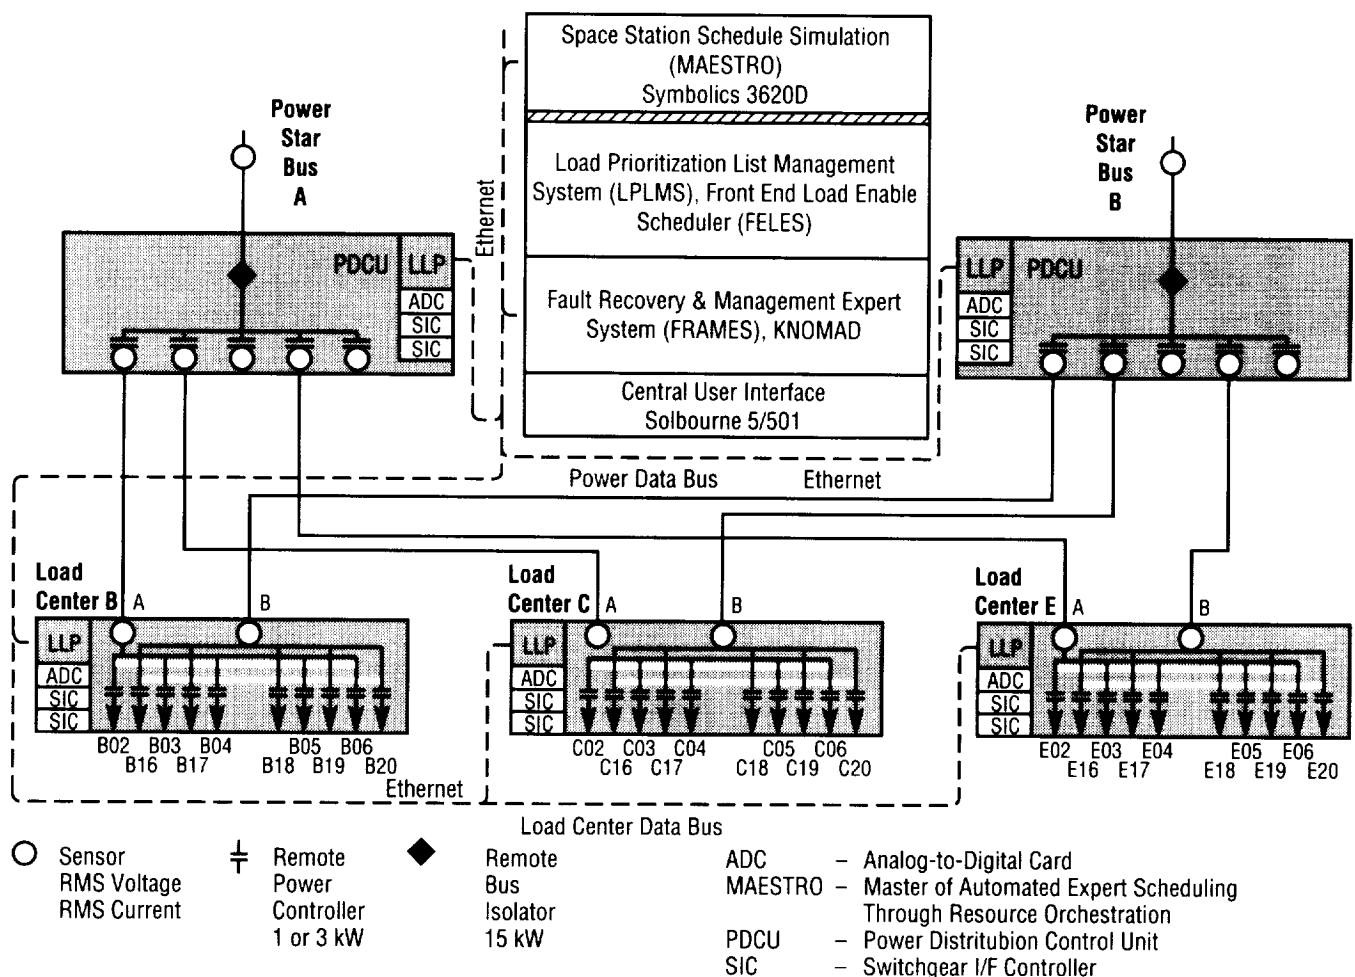 Space Station Schedule Simulation
(MAESTRO)
Symbolics 3620D
Load Prioritization List Management
System (LPLMS), Front End Load Enable
Scheduler (FELES)
Fault Recovery & Management Expert
System (FRAMES), KNOMAD
Central User Interface
Solbourne 5/501
Ethernet
Power
Star
Bus
A
PDCU
LLP
ADC
SIC
SIC
Power
Star
Bus
B
LLP
PDCU
ADC
SIC
SIC
Power Data Bus
Ethernet
Load
Center B
A
B
LLP
ADC
SIC
SIC
B02 B03 B04 B05 B06
B16 B17 B18 B19 B20
Load
Center C
A
B
LLP
ADC
SIC
SIC
C02 C03 C04 C05 C06
C16 C17 C18 C19 C20
Load
Center E
A
B
LLP
ADC
SIC
SIC
E02 E03 E04 E05 E06
E16 E17 E18 E19 E20
Ethernet
Load Center Data Bus
Sensor
RMS Voltage
RMS Current
Remote
Power
Controller
1 or 3 kW
Remote
Bus
Isolator
15 kW
ADC – Analog-to-Digital Card
MAESTRO – Master of Automated Expert Scheduling
Through Resource Orchestration
PDCU – Power Distritubion Control Unit
SIC – Switchgear I/F Controller